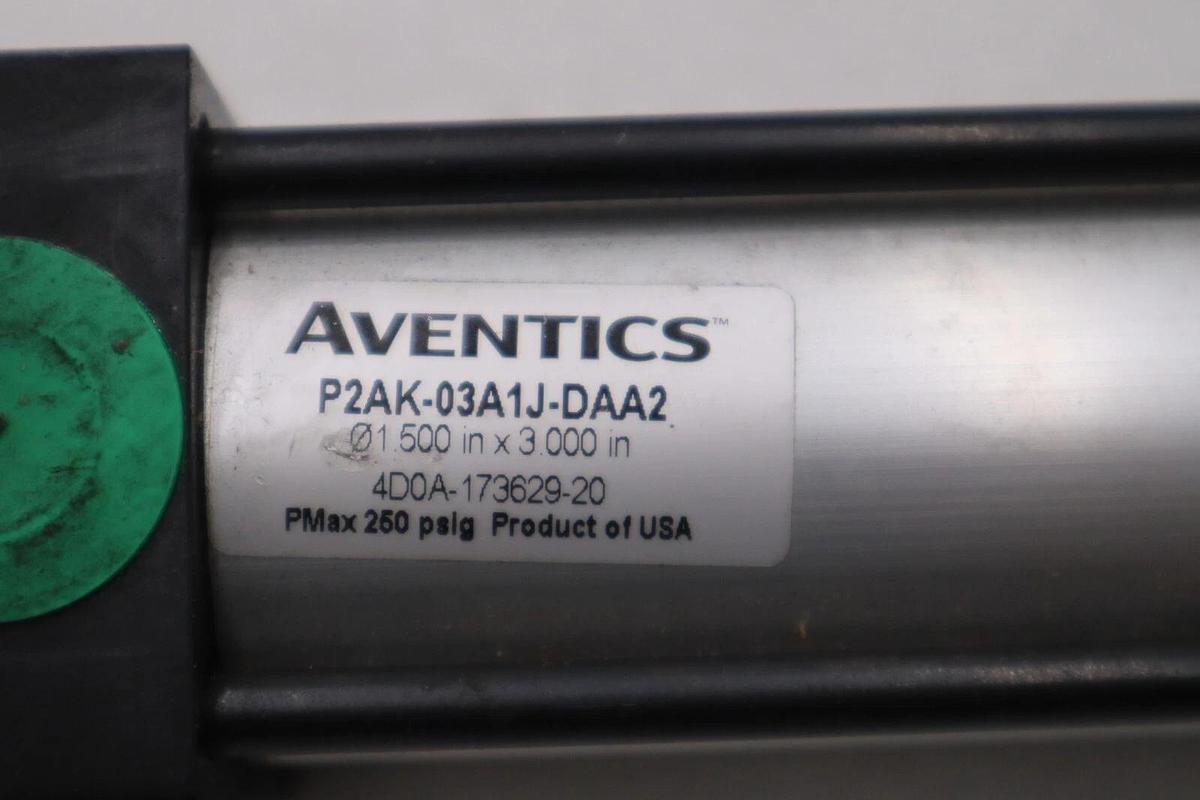 AVENTICS™
P2AK-03A1J-DAA2
Ø1.500 in x 3.000 in
4D0A-173629-20
PMax 250 psig Product of USA